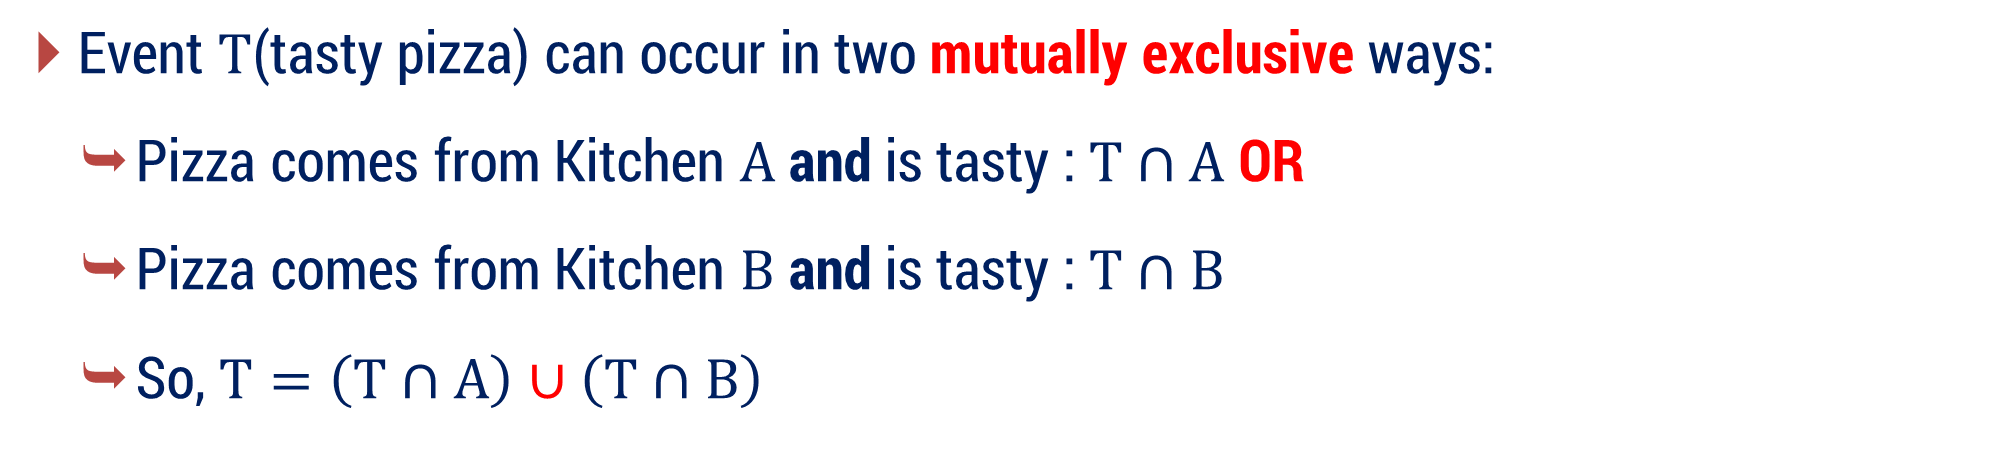 Event T(tasty pizza) can occur in two mutually exclusive ways:
Pizza comes from Kitchen A and is tasty : T ∩ A OR
Pizza comes from Kitchen B and is tasty : T ∩ B
So, T = (T ∩ A) ∪ (T ∩ B)